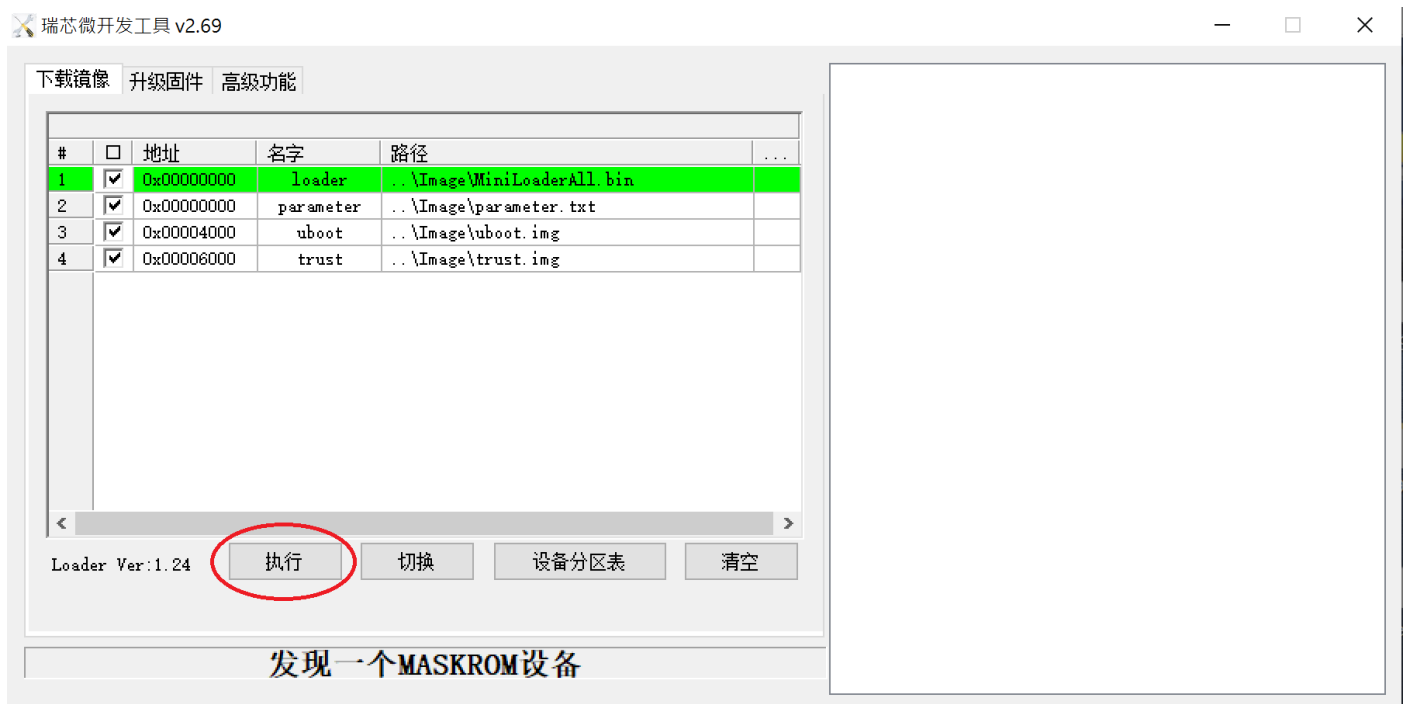 瑞芯微开发工具 v2.69
下载镜像 升级固件 高级功能
# 地址 名字 路径 ...
1 0x00000000 loader ..\Image\MiniLoaderAll.bin
2 0x00000000 parameter ..\Image\parameter.txt
3 0x00004000 uboot ..\Image\uboot.img
4 0x00006000 trust ..\Image\trust.img
Loader Ver:1.24 执行 切换 设备分区表 清空
发现一个MASKROM设备